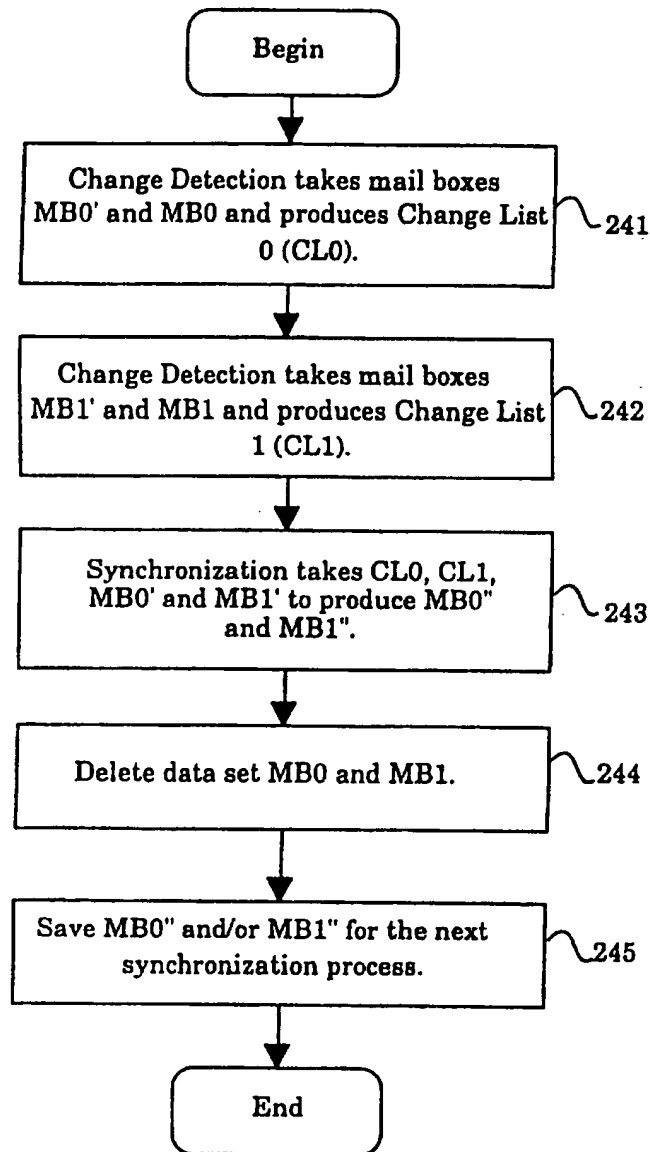 Begin
Change Detection takes mail boxes
MB0' and MB0 and produces Change List
0 (CL0).
241
Change Detection takes mail boxes
MB1' and MB1 and produces Change List
1 (CL1).
242
Synchronization takes CL0, CL1,
MB0' and MB1' to produce MB0"
and MB1".
243
Delete data set MB0 and MB1.
244
Save MB0" and/or MB1" for the next
synchronization process.
245
End